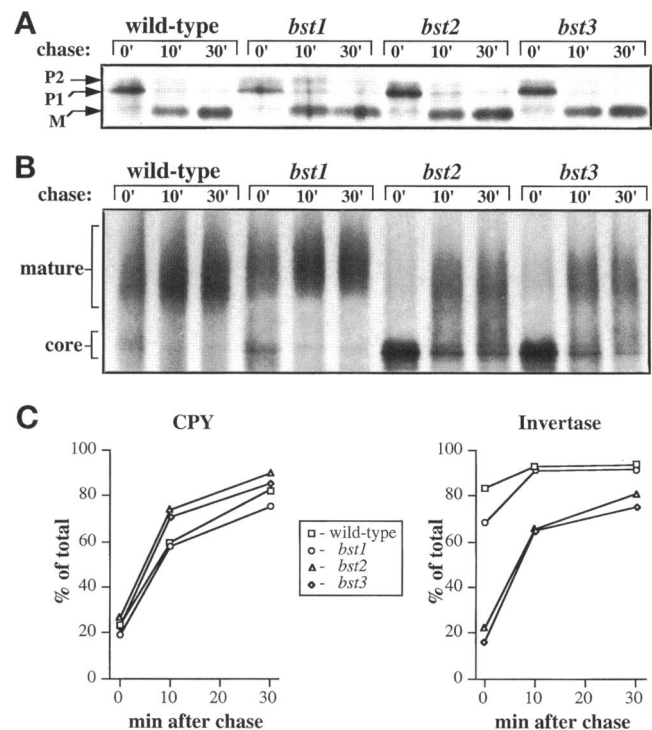 A
wild-type bst1 bst2 bst3
chase: 0' 10' 30' 0' 10' 30' 0' 10' 30' 0' 10' 30'
P2
P1
M
B
wild-type bst1 bst2 bst3
chase: 0' 10' 30' 0' 10' 30' 0' 10' 30' 0' 10' 30'
mature
core
C
CPY
% of total
100
80
60
40
20
0
0 10 20 30
min after chase
- wild-type
- bst1
- bst2
- bst3
Invertase
% of total
100
80
60
40
20
0
0 10 20 30
min after chase